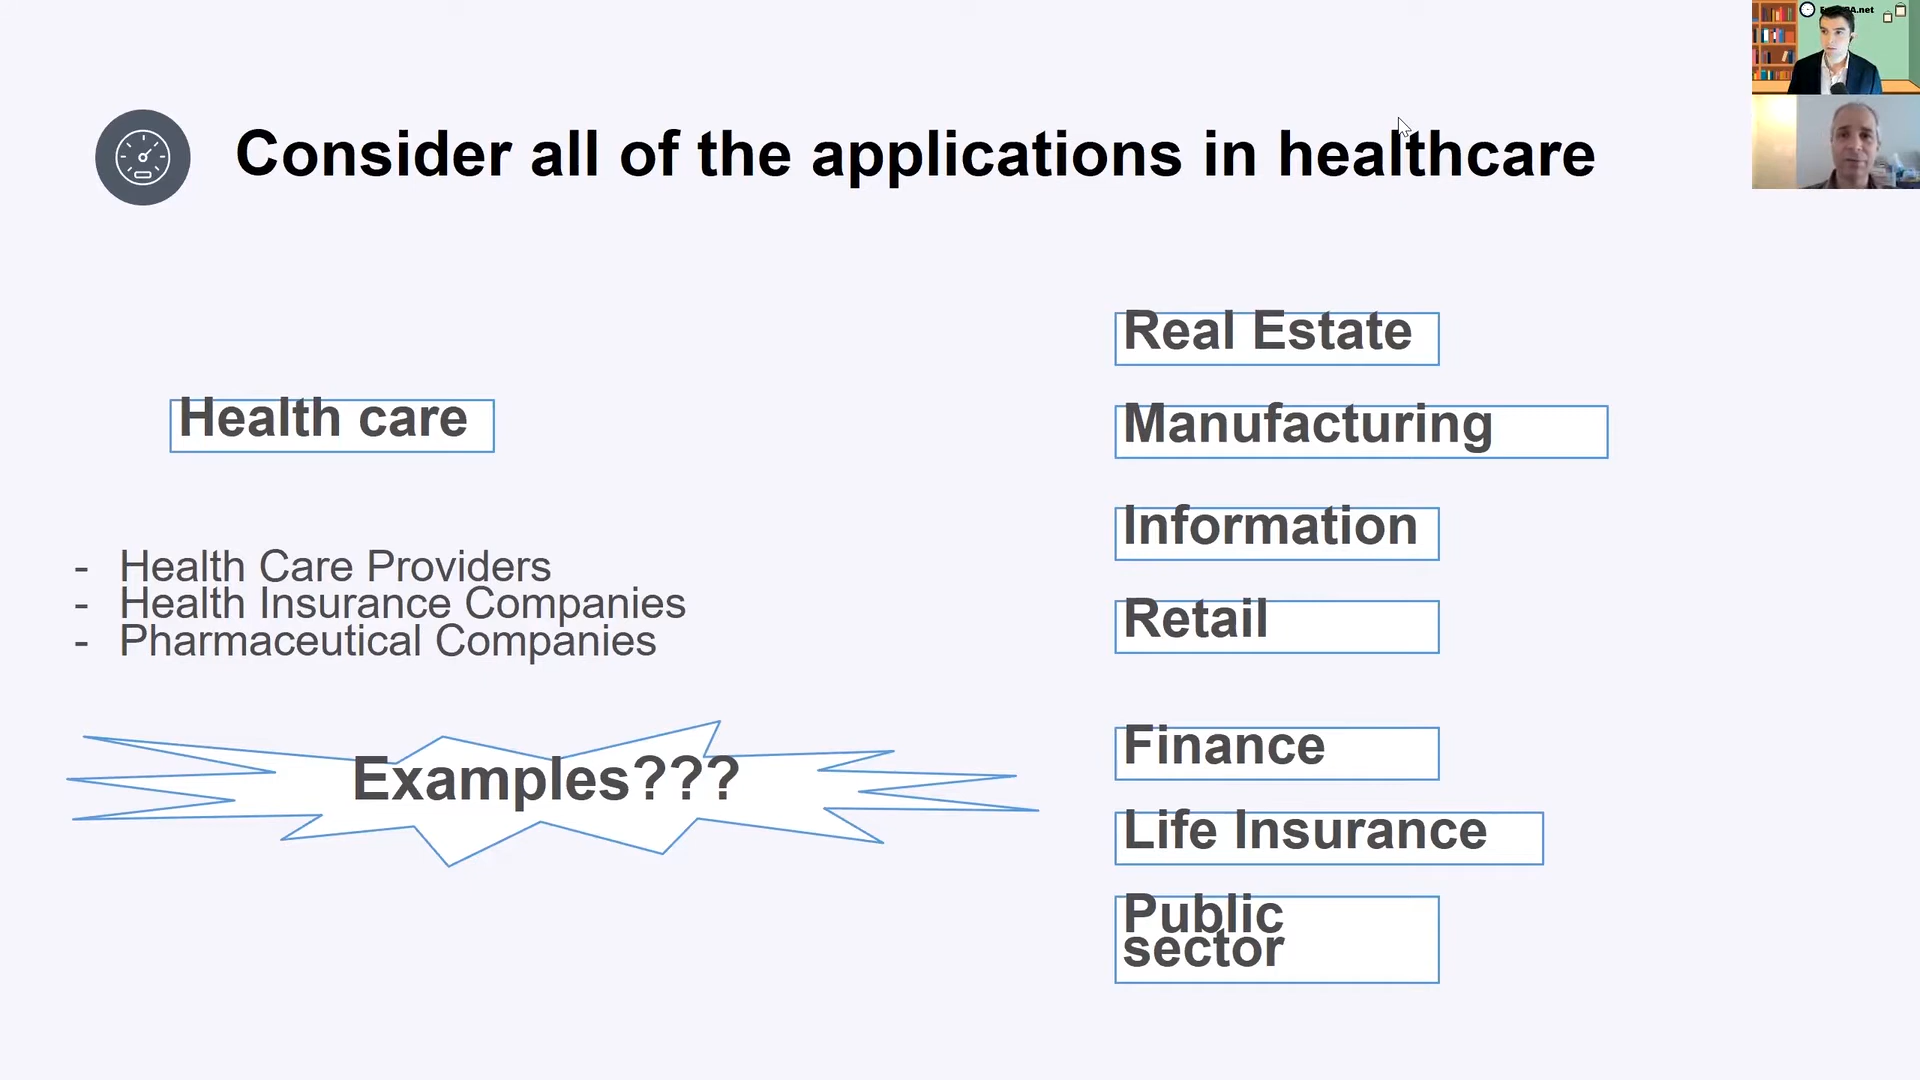 Consider all of the applications in healthcare
Health care
- Health Care Providers
- Health Insurance Companies
- Pharmaceutical Companies
Examples???
Real Estate
Manufacturing
Information
Retail
Finance
Life Insurance
Public
sector